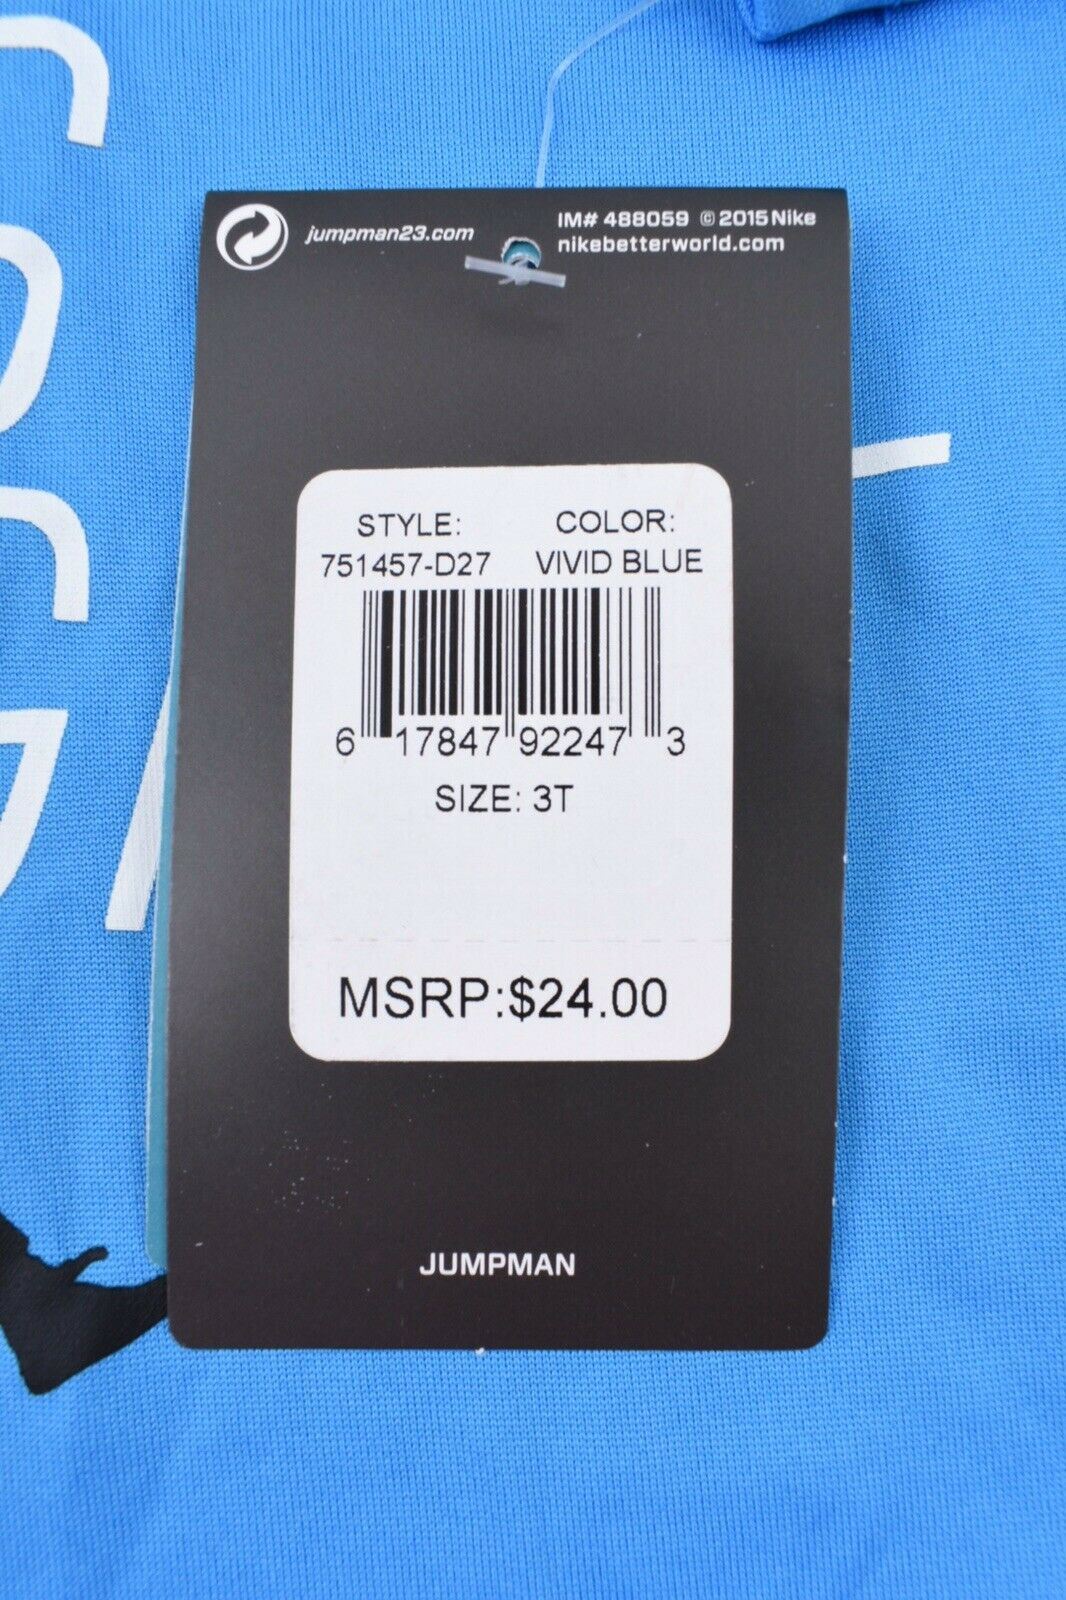 jumpman23.com
IM# 488059 © 2015 Nike
nikebetterworld.com
STYLE: COLOR:
751457-D27 VIVID BLUE
6 17847 92247 3
SIZE: 3T
MSRP:$24.00
JUMPMAN